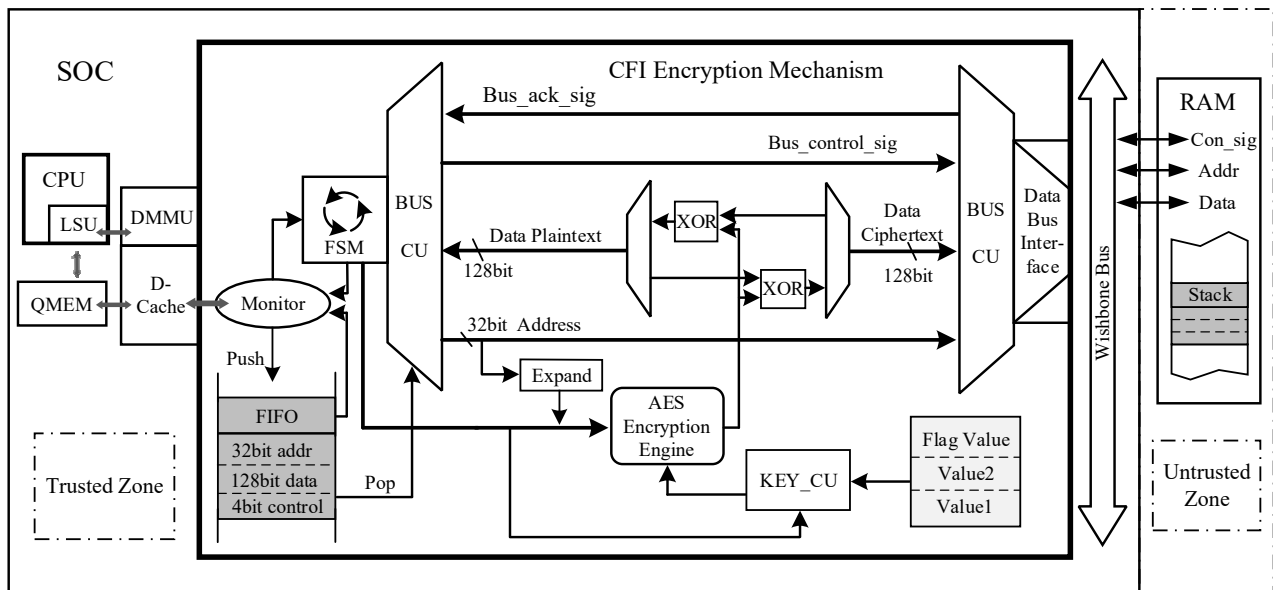 SOC
CFI Encryption Mechanism
Bus_ack_sig
Bus_control_sig
CPU
LSU
DMMU
QMEM
D-
Cache
FSM
Monitor
BUS
CU
XOR
XOR
Data Plaintext
128bit
Data
Ciphertext
128bit
BUS
CU
Data
Bus
Inter-
face
Wishbone Bus
RAM
Con_sig
Addr
Data
Stack
32bit Address
Expand
Push
FIFO
32bit addr
128bit data
4bit control
Pop
AES
Encryption
Engine
KEY_CU
Flag Value
Value2
Value1
Trusted Zone
Untrusted
Zone